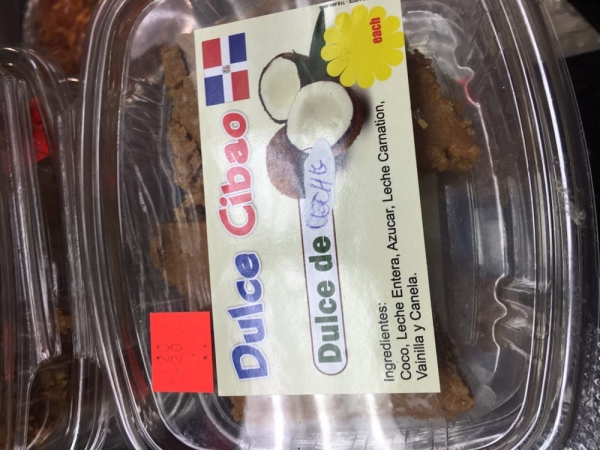 Dulce Cibao
Dulce de LECHE
each
Ingredientes:
Coco, Leche Entera, Azucar, Leche Carnation,
Vainilla y Canela.